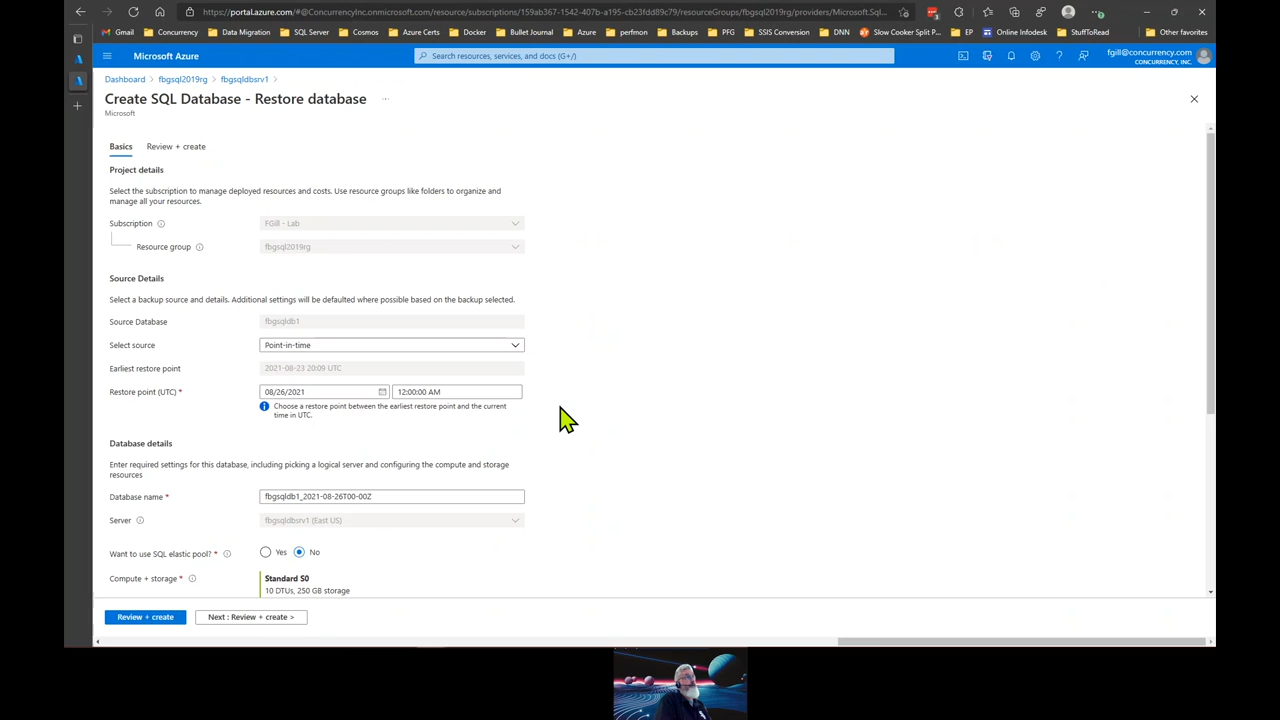 https://portal.azure.com/#@ConcurrencyInc.onmicrosoft.com/resource/subscriptions/159ab367-1542-407b-a195-cb23fdd89c79/resourceGroups/fbgsql2019rg/providers/Microsoft.Sql...
Gmail Concurrency Data Migration SQL Server Cosmos Azure Certs Docker Bullet Journal Azure perfmon Backups PFG SSIS Conversion DNN Slow Cooker Split P... EP Online Infodesk StuffToRead Other favorites
Microsoft Azure
Search resources, services, and docs (G+/)
fgill@concurrency.com
CONCURRENCY, INC.
Dashboard > fbgsql2019rg > fbgsqldbsrv1 >
Create SQL Database - Restore database ...
Microsoft
Basics Review + create
Project details
Select the subscription to manage deployed resources and costs. Use resource groups like folders to organize and
manage all your resources.
Subscription FGill - Lab
Resource group fbgsql2019rg
Source Details
Select a backup source and details. Additional settings will be defaulted where possible based on the backup selected.
Source Database fbgsqldb1
Select source Point-in-time
Earliest restore point 2021-08-23 20:09 UTC
Restore point (UTC) * 08/26/2021 12:00:00 AM
Choose a restore point between the earliest restore point and the current
time in UTC.
Database details
Enter required settings for this database, including picking a logical server and configuring the compute and storage
resources
Database name * fbgsqldb1_2021-08-26T00-00Z
Server fbgsqldbsrv1 (East US)
Want to use SQL elastic pool? * Yes No
Compute + storage * Standard S0
10 DTUs, 250 GB storage
Review + create Next : Review + create >